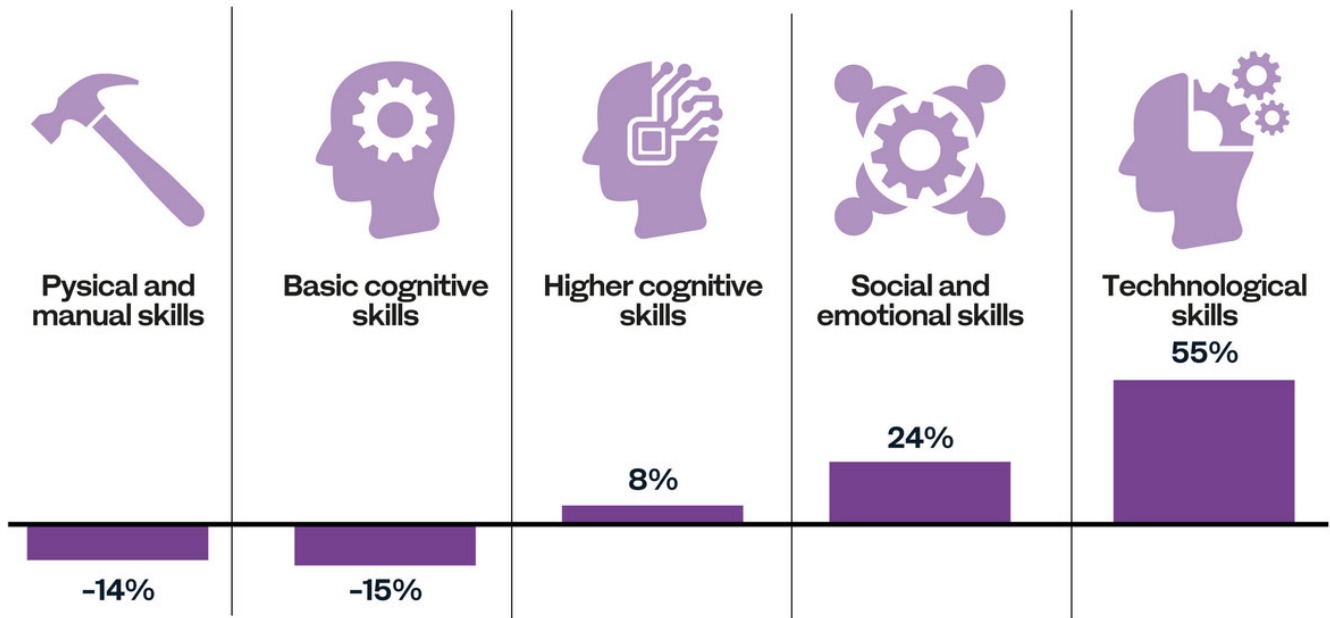 Pysical and
manual skills
Basic cognitive
skills
Higher cognitive
skills
Social and
emotional skills
Techhnological
skills
-14%
-15%
8%
24%
55%